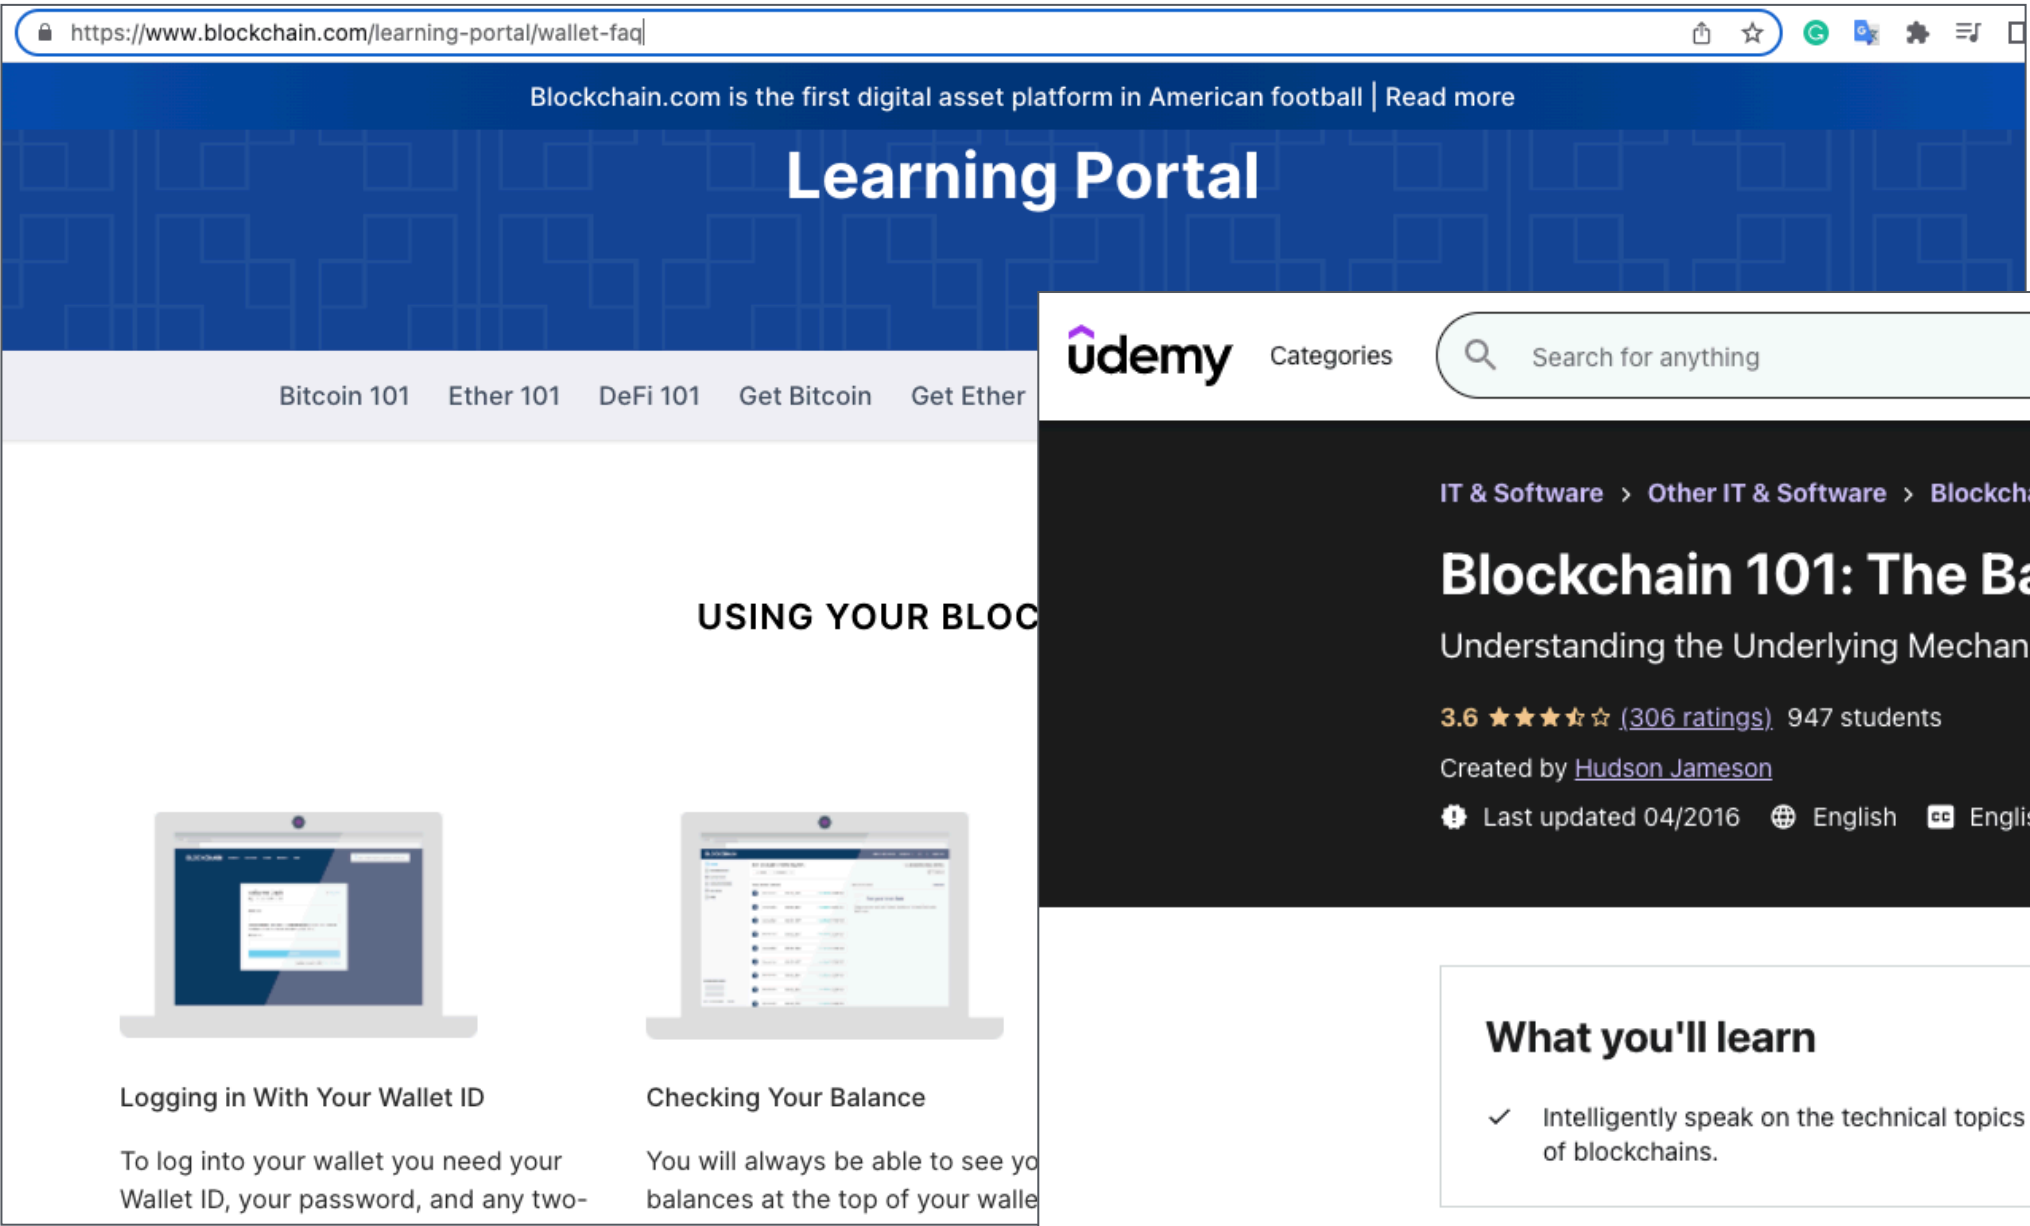 https://www.blockchain.com/learning-portal/wallet-faq
Blockchain.com is the first digital asset platform in American football | Read more
Learning Portal
Bitcoin 101 Ether 101 DeFi 101 Get Bitcoin Get Ether
USING YOUR BLOC
Logging in With Your Wallet ID
To log into your wallet you need your
Wallet ID, your password, and any two-
Checking Your Balance
You will always be able to see yo
balances at the top of your walle
udemy Categories Search for anything
IT & Software > Other IT & Software > Blockcha
Blockchain 101: The Ba
Understanding the Underlying Mechan
3.6 (306 ratings) 947 students
Created by Hudson Jameson
Last updated 04/2016 English CC Englis
What you'll learn
Intelligently speak on the technical topics
of blockchains.